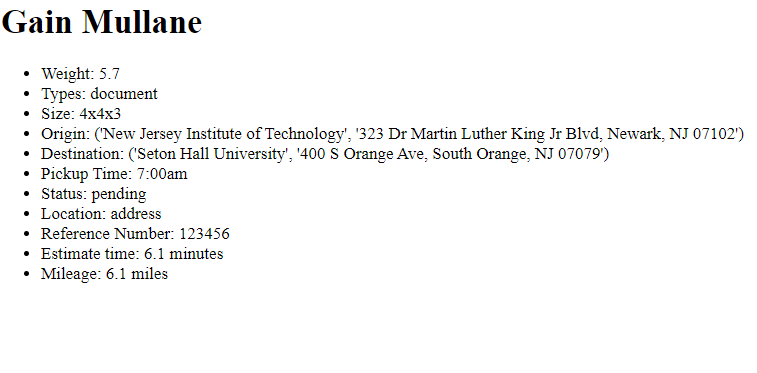 Gain Mullane
Weight: 5.7
Types: document
Size: 4x4x3
Origin: ('New Jersey Institute of Technology', '323 Dr Martin Luther King Jr Blvd, Newark, NJ 07102')
Destination: ('Seton Hall University', '400 S Orange Ave, South Orange, NJ 07079')
Pickup Time: 7:00am
Status: pending
Location: address
Reference Number: 123456
Estimate time: 6.1 minutes
Mileage: 6.1 miles